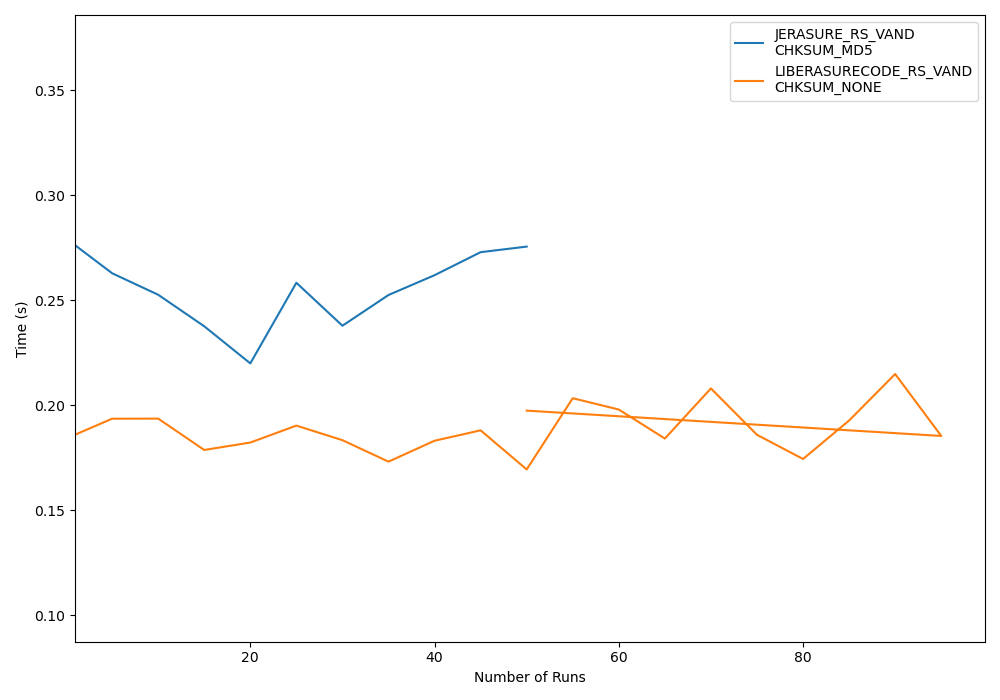 JERASURE_RS_VAND
CHKSUM_MD5
LIBERASURECODE_RS_VAND
CHKSUM_NONE
0.35
0.30
0.25
0.20
0.15
0.10
Time (s)
20 40 60 80
Number of Runs